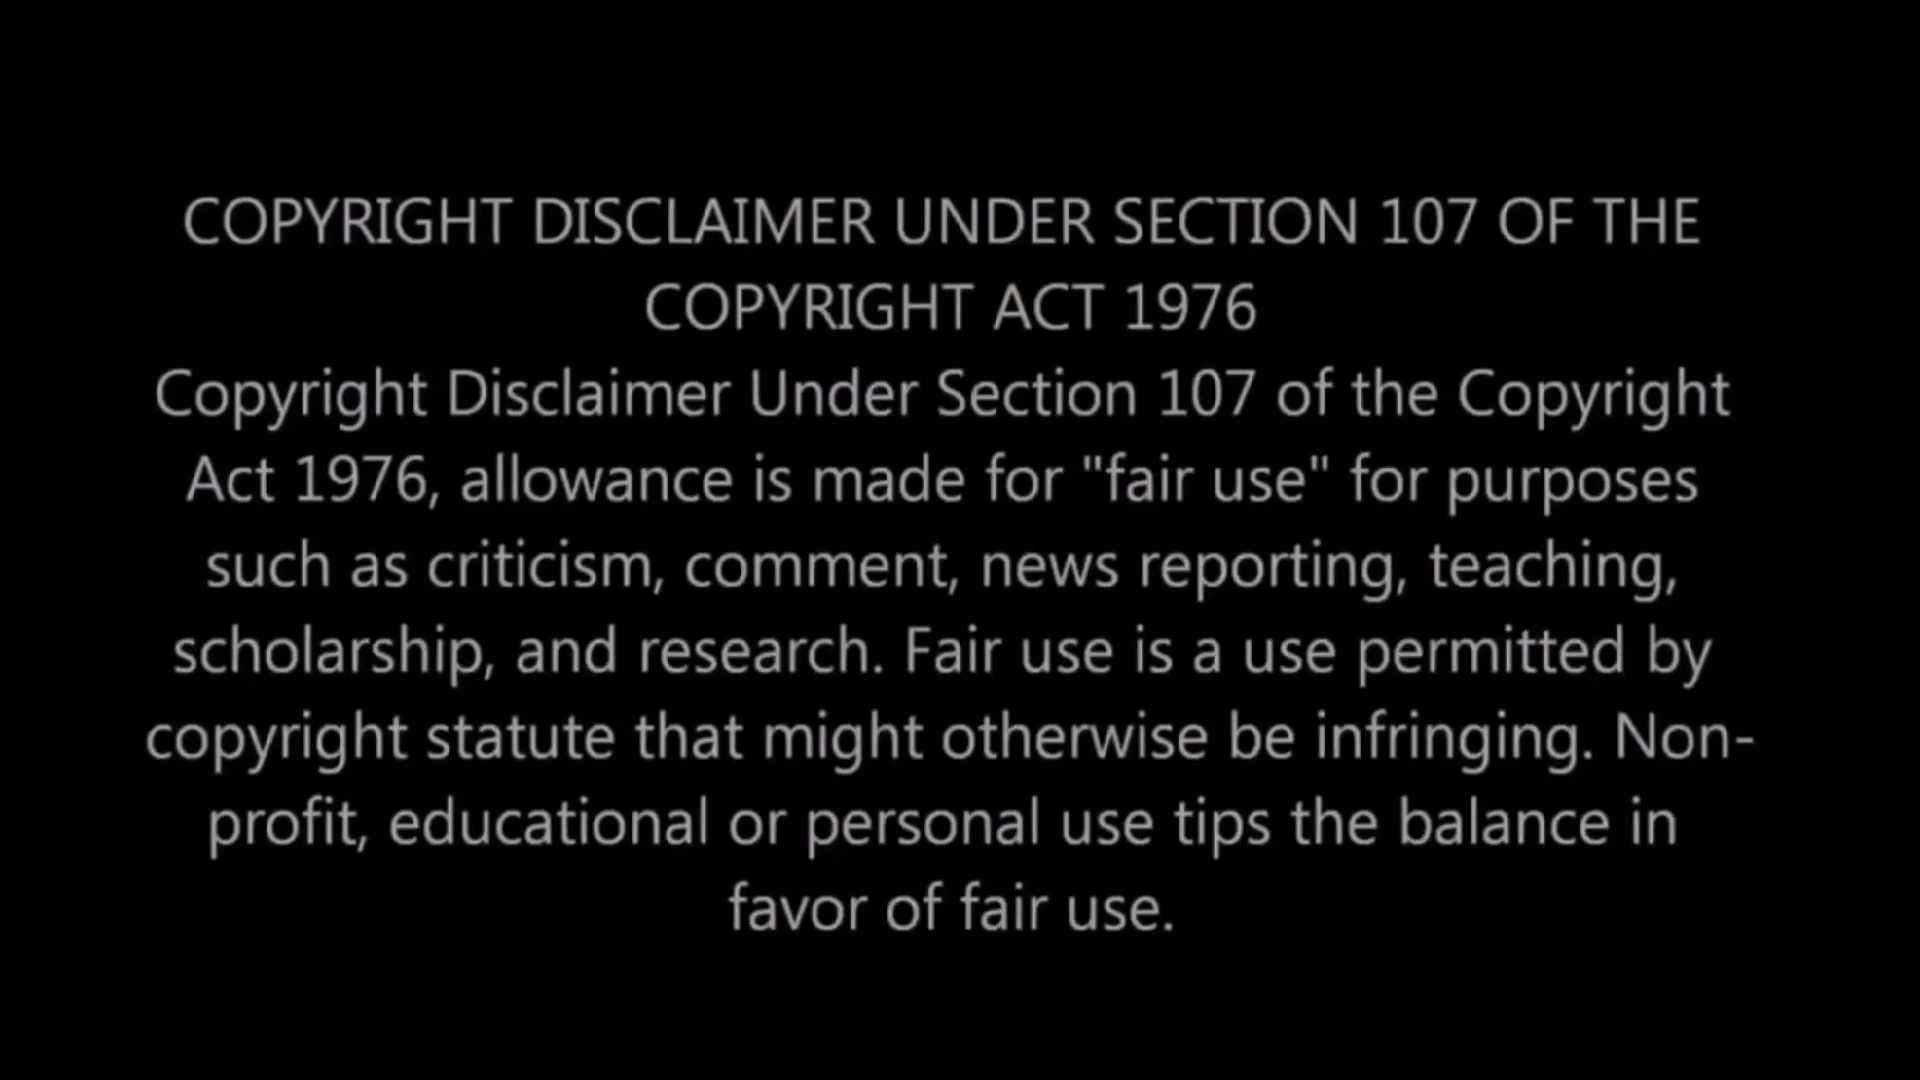 COPYRIGHT DISCLAIMER UNDER SECTION 107 OF THE
COPYRIGHT ACT 1976
Copyright Disclaimer Under Section 107 of the Copyright
Act 1976, allowance is made for "fair use" for purposes
such as criticism, comment, news reporting, teaching,
scholarship, and research. Fair use is a use permitted by
copyright statute that might otherwise be infringing. Non-
profit, educational or personal use tips the balance in
favor of fair use.